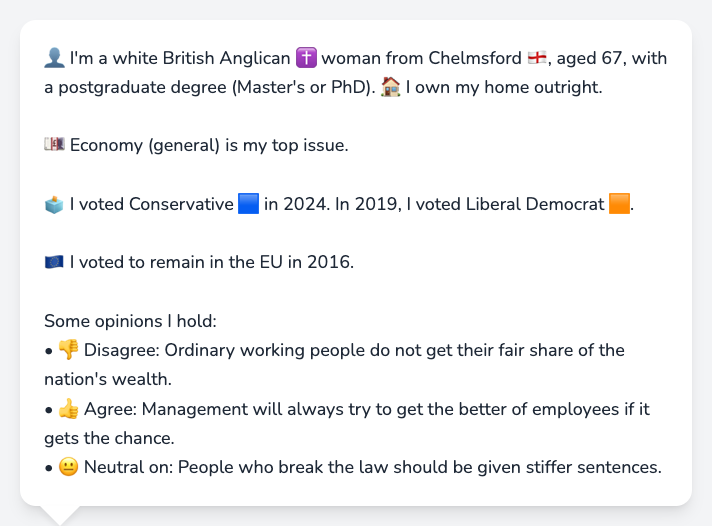 👤 I'm a white British Anglican ✝️ woman from Chelmsford 🏴󠁧󠁢󠁥󠁮󠁧󠁿, aged 67, with
a postgraduate degree (Master's or PhD). 🏠 I own my home outright.
💷 Economy (general) is my top issue.
🗳️ I voted Conservative 🟦 in 2024. In 2019, I voted Liberal Democrat 🟧.
🇪🇺 I voted to remain in the EU in 2016.
Some opinions I hold:
• 👎 Disagree: Ordinary working people do not get their fair share of the
nation's wealth.
• 👍 Agree: Management will always try to get the better of employees if it
gets the chance.
• 😐 Neutral on: People who break the law should be given stiffer sentences.